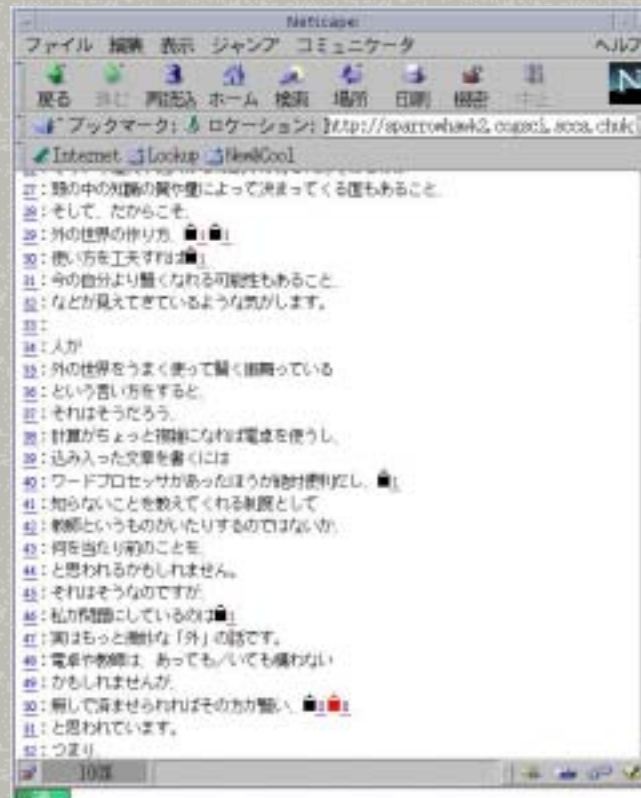 Netscape
ファイル 編集 表示 ジャンプ コミュニケータ ヘルプ
戻る 進む 再読込 ホーム 検索 場所 印刷 機密 中止
ブックマーク: ロケーション: http://sparrowhawk2.cogsci.scca.chuk
Internet Lookup New&Cool
27: 頭の中の知識の質や量によって決まってくる面もあること、
28: そして、だからこそ、
29: 外の世界の作り方、 1 1
30: 使い方を工夫すれば 1
31: 今の自分より賢くなれる可能性もあること、
32: などが見えてきているような気がします。
33:
34: 人が
35: 外の世界をうまく使って賢く振舞っている
36: という言い方をすると、
37: それはそうだろう、
38: 計算がちょっと複雑になれば電卓を使うし、
39: 込み入った文章を書くには
40: ワードプロセッサがあったほうが絶対便利だし、 1
41: 知らないことを教えてくれる制度として
42: 教師というものがいたりするのではないか、
43: 何を当たり前のことを、
44: と思われるかもしれません。
45: それはそうなのですが、
46: 私が問題にしているのは 1
47: 実はもっと微妙な「外」の話です。
48: 電卓や教師は、あっても/いても構わない
49: かもしれませんが、
50: 無しで済ませられればその方が賢い、
51: と思われています。
52: つまり、
100%